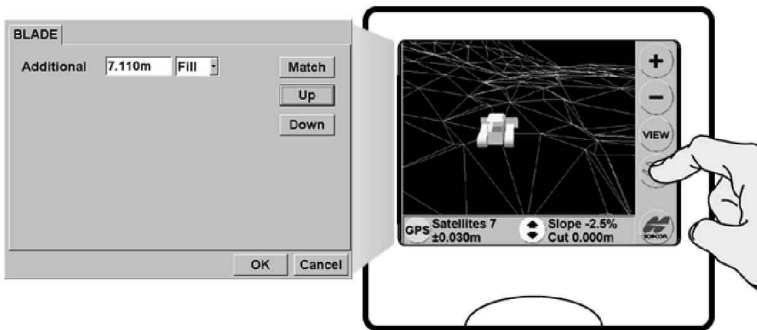 BLADE
Additional 7.110m Fill Match
Up
Down
OK Cancel
+
−
VIEW
GPS Satellites 7 Slope -2.5%
±0.030m Cut 0.000m
TOPCON